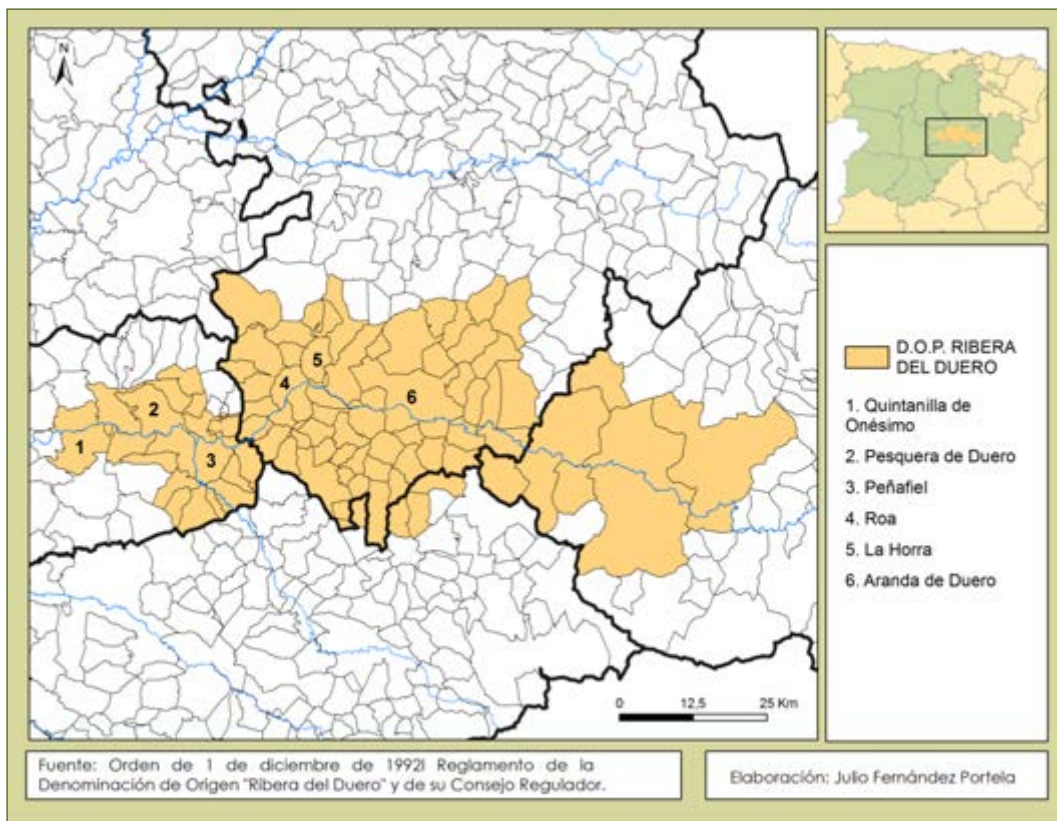 N
5
4
6
2
1
3
0 12,5 25 Km
D.O.P. RIBERA
DEL DUERO
1. Quintanilla de
Onésimo
2. Pesquera de Duero
3. Peñafiel
4. Roa
5. La Horra
6. Aranda de Duero
Fuente: Orden de 1 de diciembre de 1992l Reglamento de la
Denominación de Origen "Ribera del Duero" y de su Consejo Regulador.
Elaboración: Julio Fernández Portela